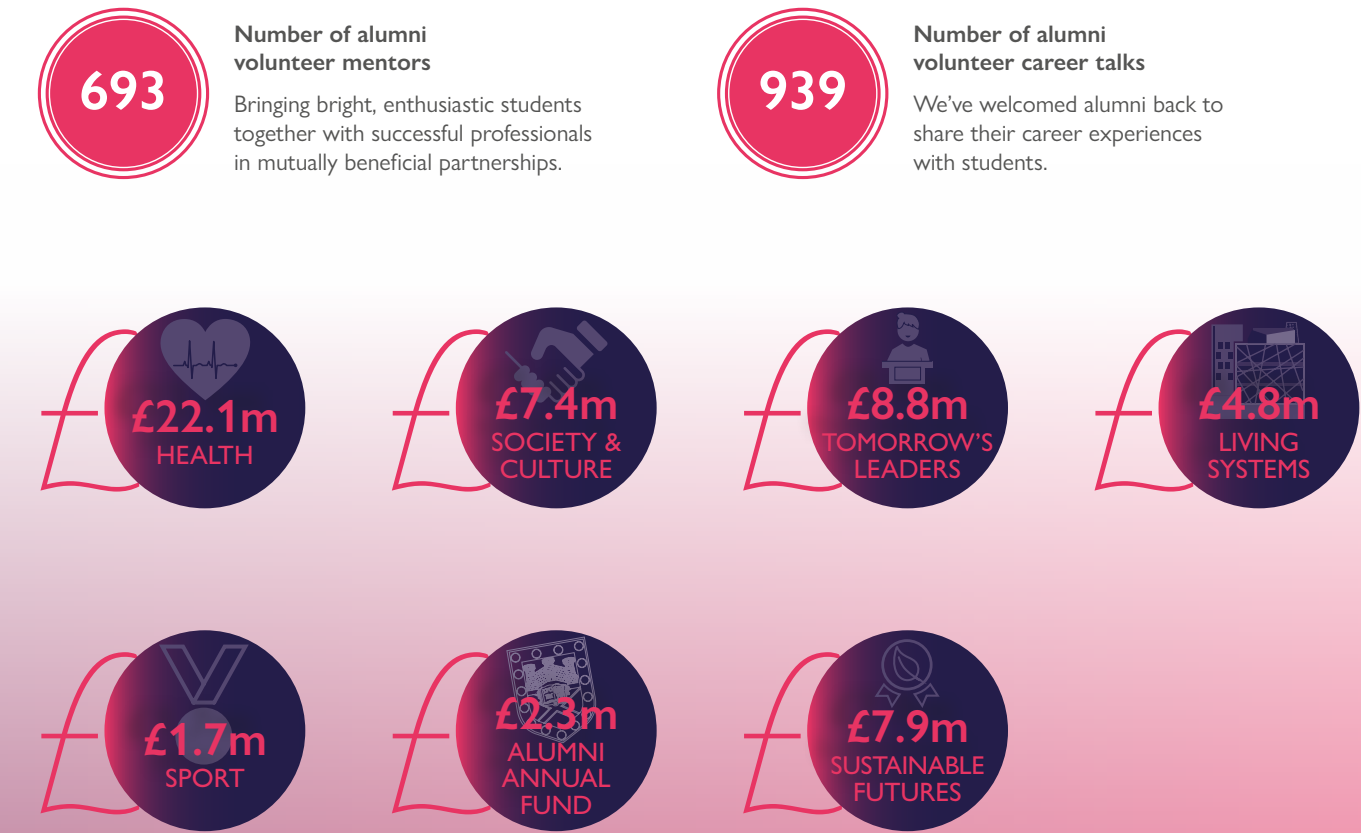 693
Number of alumni
volunteer mentors
Bringing bright, enthusiastic students
together with successful professionals
in mutually beneficial partnerships.
939
Number of alumni
volunteer career talks
We've welcomed alumni back to
share their career experiences
with students.
£22.1m
HEALTH
£7.4m
SOCIETY &
CULTURE
£8.8m
TOMORROW'S
LEADERS
£4.8m
LIVING
SYSTEMS
£1.7m
SPORT
£2.3m
ALUMNI
ANNUAL
FUND
£7.9m
SUSTAINABLE
FUTURES